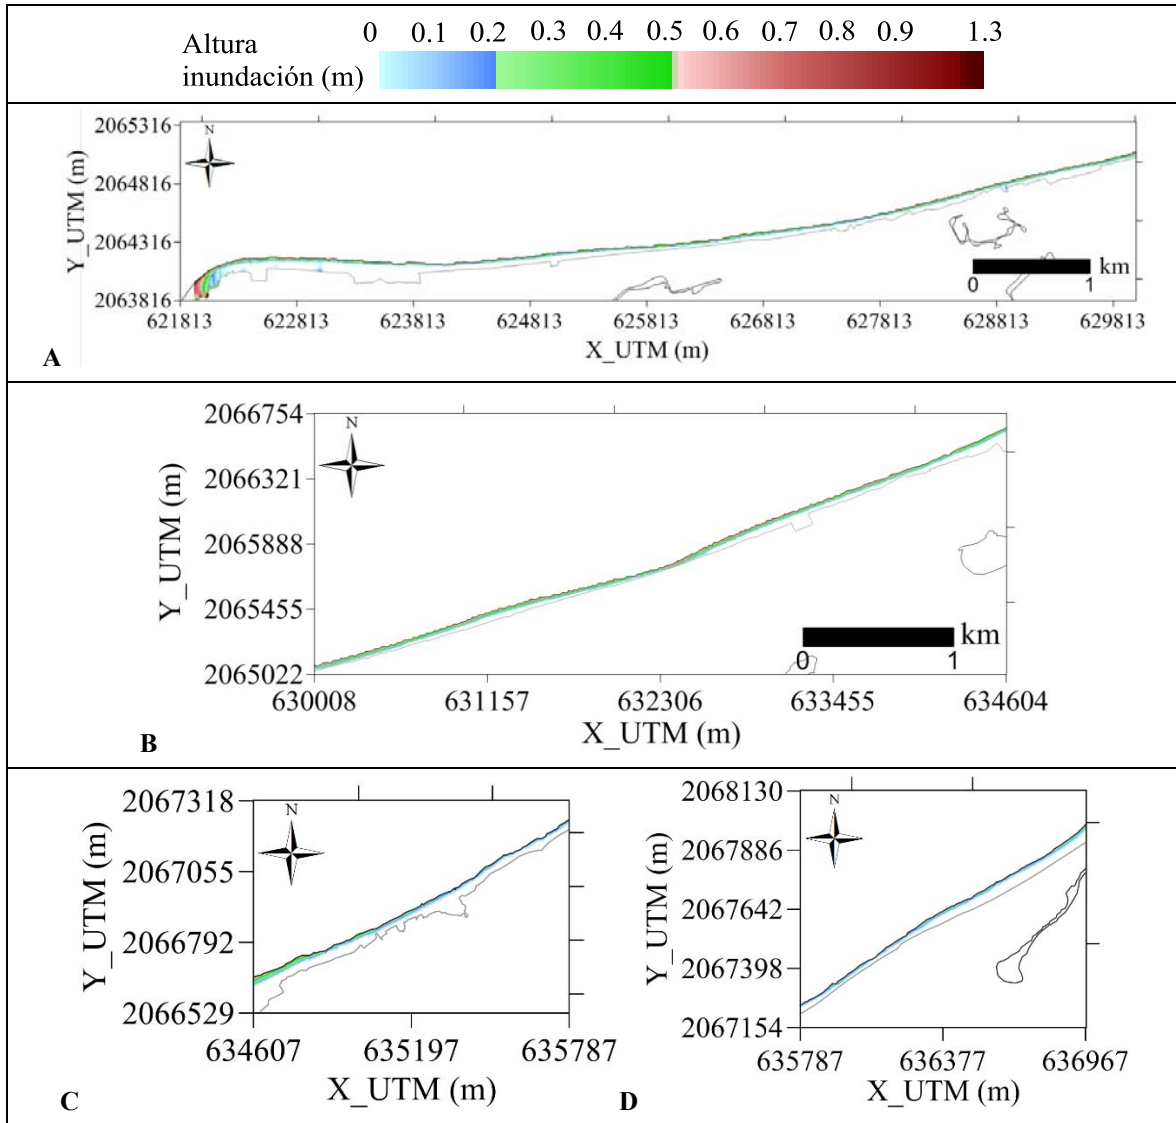 Altura
inundación (m)
0 0.1 0.2 0.3 0.4 0.5 0.6 0.7 0.8 0.9 1.3
2065316
2064816
2064316
2063816
Y_UTM (m)
N
km
0 1
621813 622813 623813 624813 625813 626813 627813 628813 629813
X_UTM (m)
A
2066754
2066321
2065888
2065455
2065022
Y_UTM (m)
N
km
0 1
630008 631157 632306 633455 634604
X_UTM (m)
B
2067318
2067055
2066792
2066529
Y_UTM (m)
N
634607 635197 635787
X_UTM (m)
C
2068130
2067886
2067642
2067398
2067154
Y_UTM (m)
N
635787 636377 636967
X_UTM (m)
D